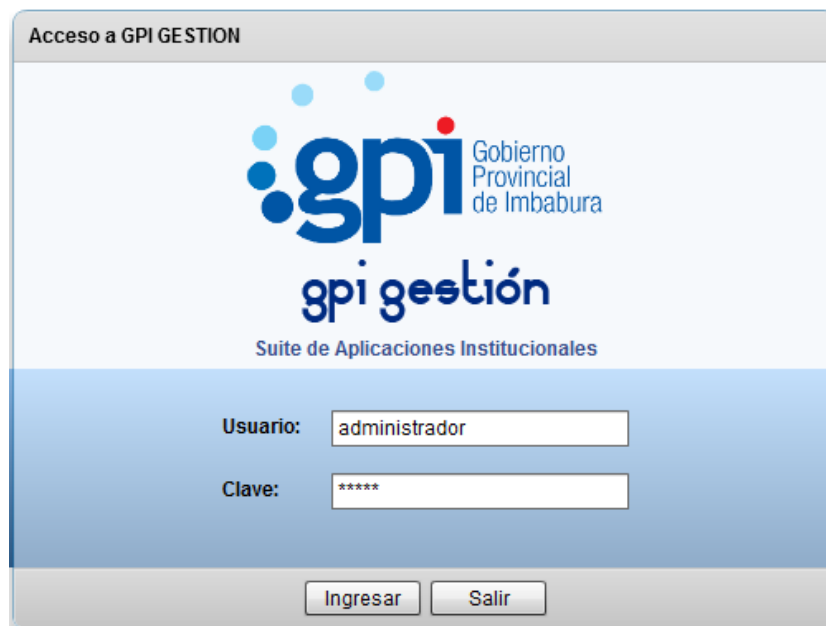 Acceso a GPI GESTION
gpi
Gobierno
Provincial
de Imbabura
gpi gestión
Suite de Aplicaciones Institucionales
Usuario: administrador
Clave: *****
Ingresar Salir